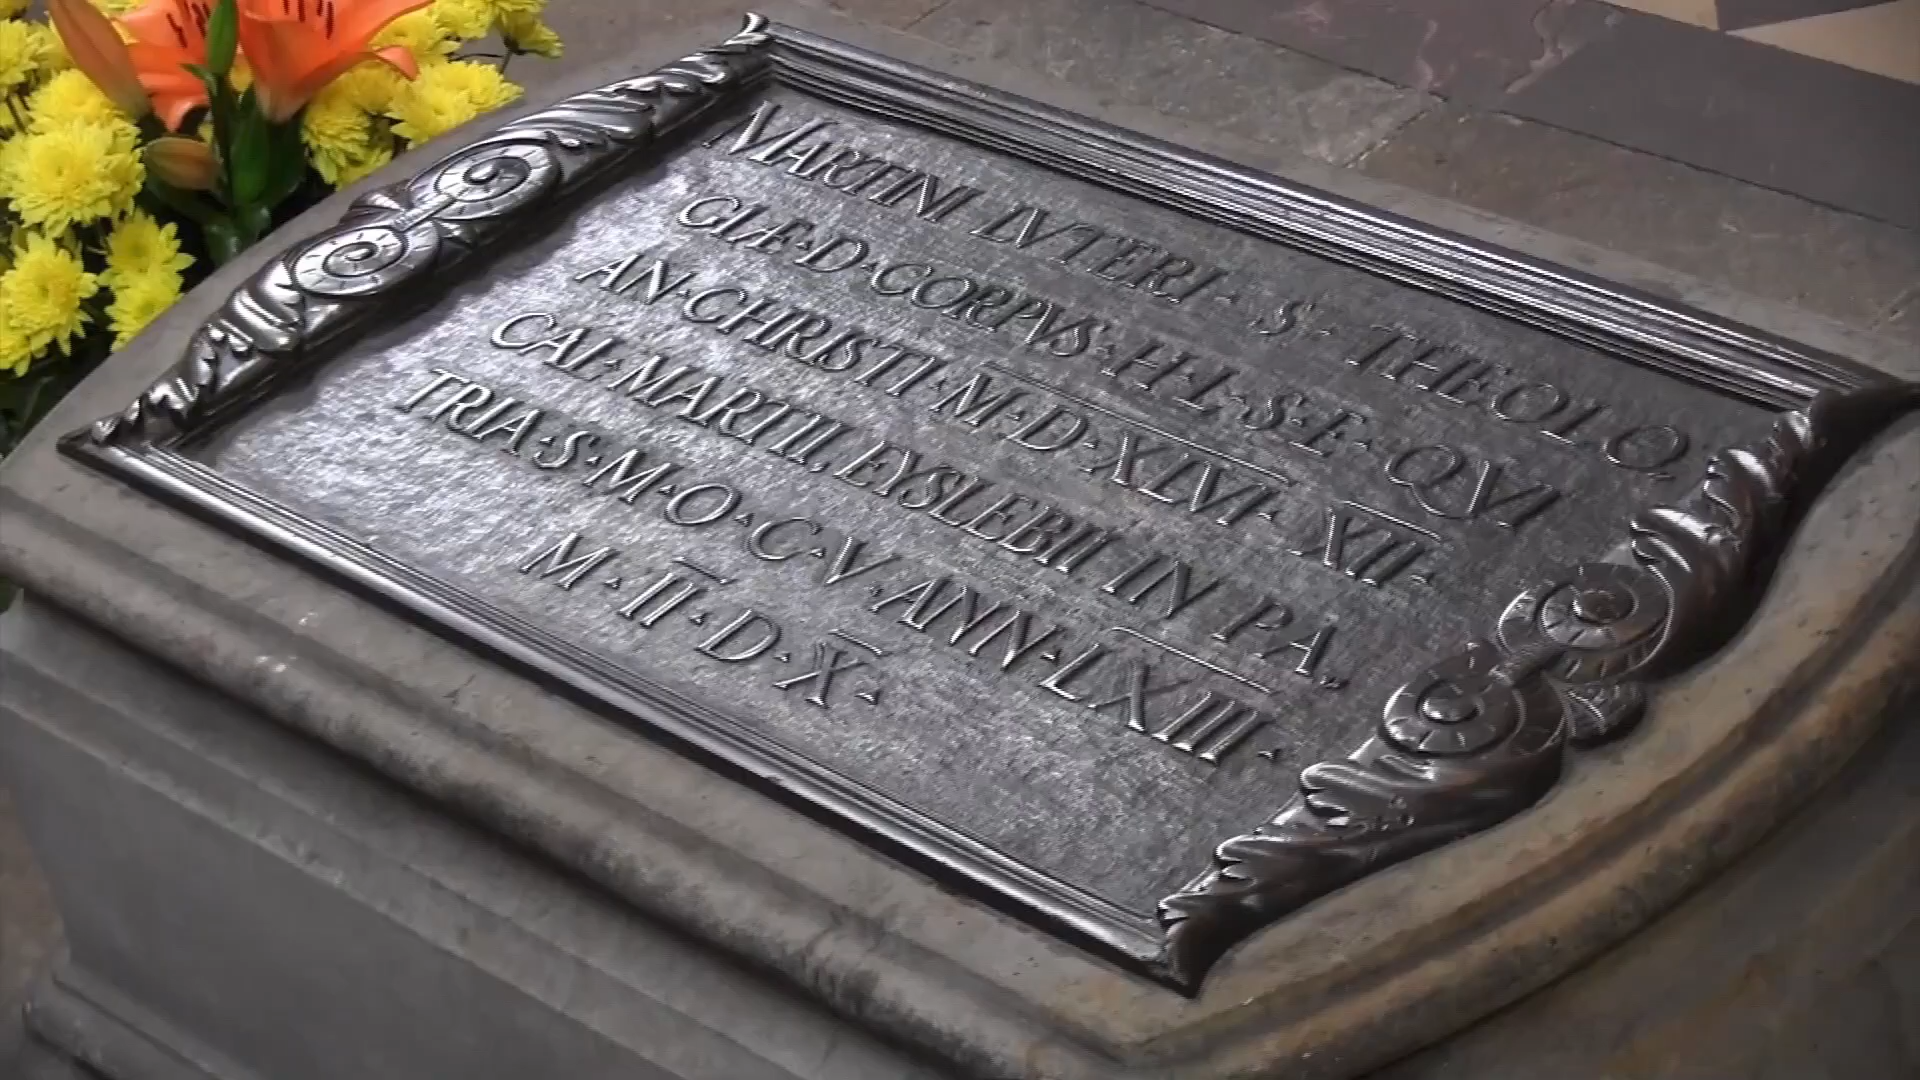 MARTINI LVTERI · S · THEOLO,
GIÆ·D·CORPVS·H·L·S·E·QVI
AN·CHRISTI·M·D·XLVI· XII·
CAL·MARTII, EYSLEBII IN PA,,
TRIA·S·M·O·C·V·ANN·LXIII·
M·II·D·X·